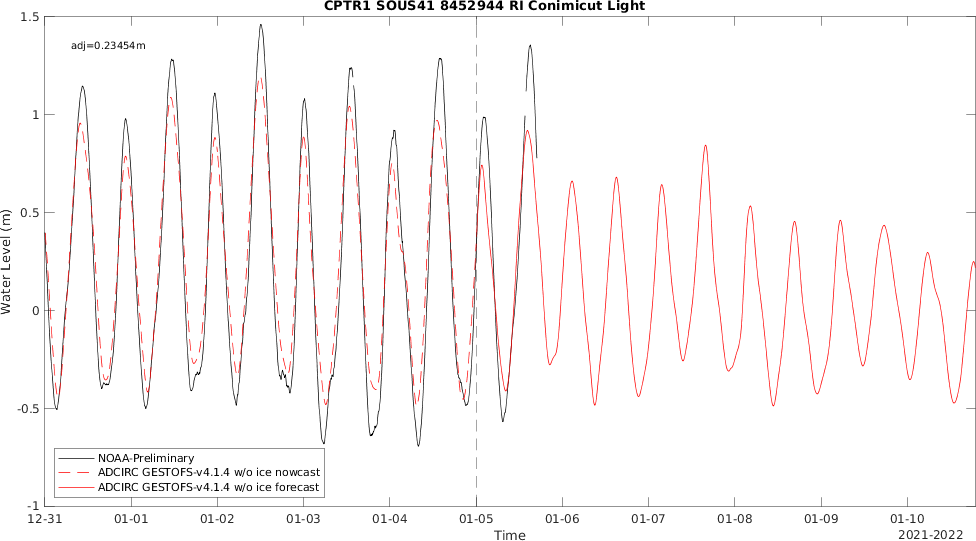 CPTR1 SOUS41 8452944 RI Conimicut Light
adj=0.23454m
1.5
1
0.5
0
-0.5
-1
Water Level (m)
NOAA-Preliminary
ADCIRC GESTOFS-v4.1.4 w/o ice nowcast
ADCIRC GESTOFS-v4.1.4 w/o ice forecast
12-31 01-01 01-02 01-03 01-04 01-05 01-06 01-07 01-08 01-09 01-10
Time
2021-2022